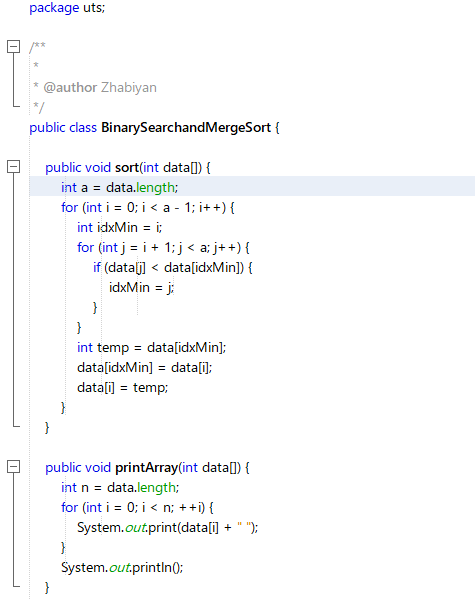 package uts;
/**
 *
 * @author Zhabiyan
 */
public class BinarySearchandMergeSort {
    public void sort(int data[]) {
        int a = data.length;
        for (int i = 0; i < a - 1; i++) {
            int idxMin = i;
            for (int j = i + 1; j < a; j++) {
                if (data[j] < data[idxMin]) {
                    idxMin = j;
                }
            }
            int temp = data[idxMin];
            data[idxMin] = data[i];
            data[i] = temp;
        }
    }
    public void printArray(int data[]) {
        int n = data.length;
        for (int i = 0; i < n; ++i) {
            System.out.print(data[i] + " ");
        }
        System.out.println();
    }